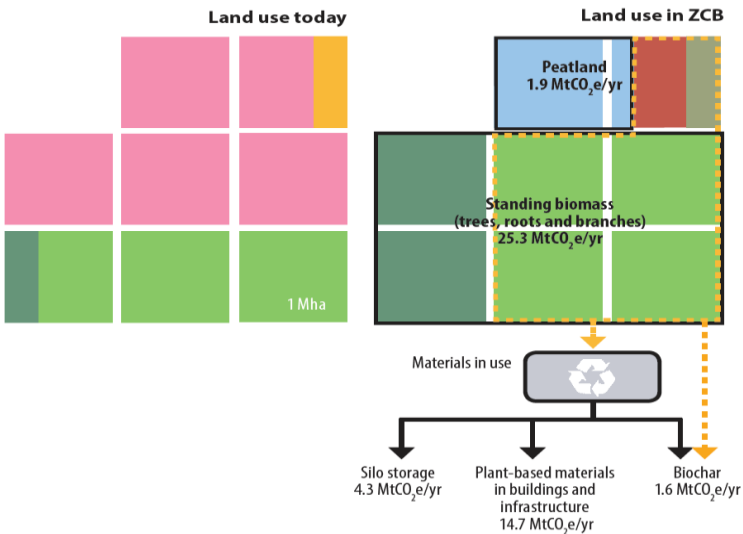 Land use today
Land use in ZCB
Peatland
1.9 MtCO₂e/yr
Standing biomass
(trees, roots and branches)
25.3 MtCO₂e/yr
1 Mha
Materials in use
Silo storage
4.3 MtCO₂e/yr
Plant-based materials
in buildings and
infrastructure
14.7 MtCO₂e/yr
Biochar
1.6 MtCO₂e/yr